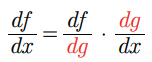 df/dx = df/dg · dg/dx